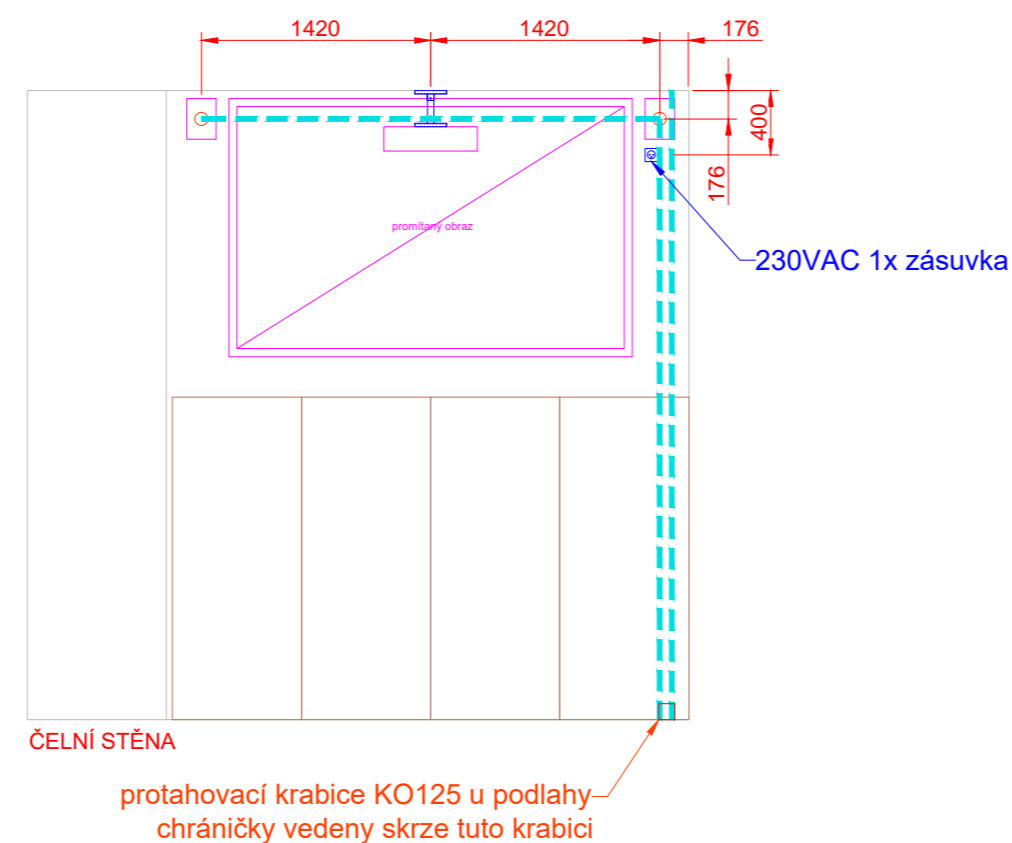 1420
1420
176
400
176
promítaný obraz
230VAC 1x zásuvka
ČELNÍ STĚNA
protahovací krabice KO125 u podlahy
chráničky vedeny skrze tuto krabici